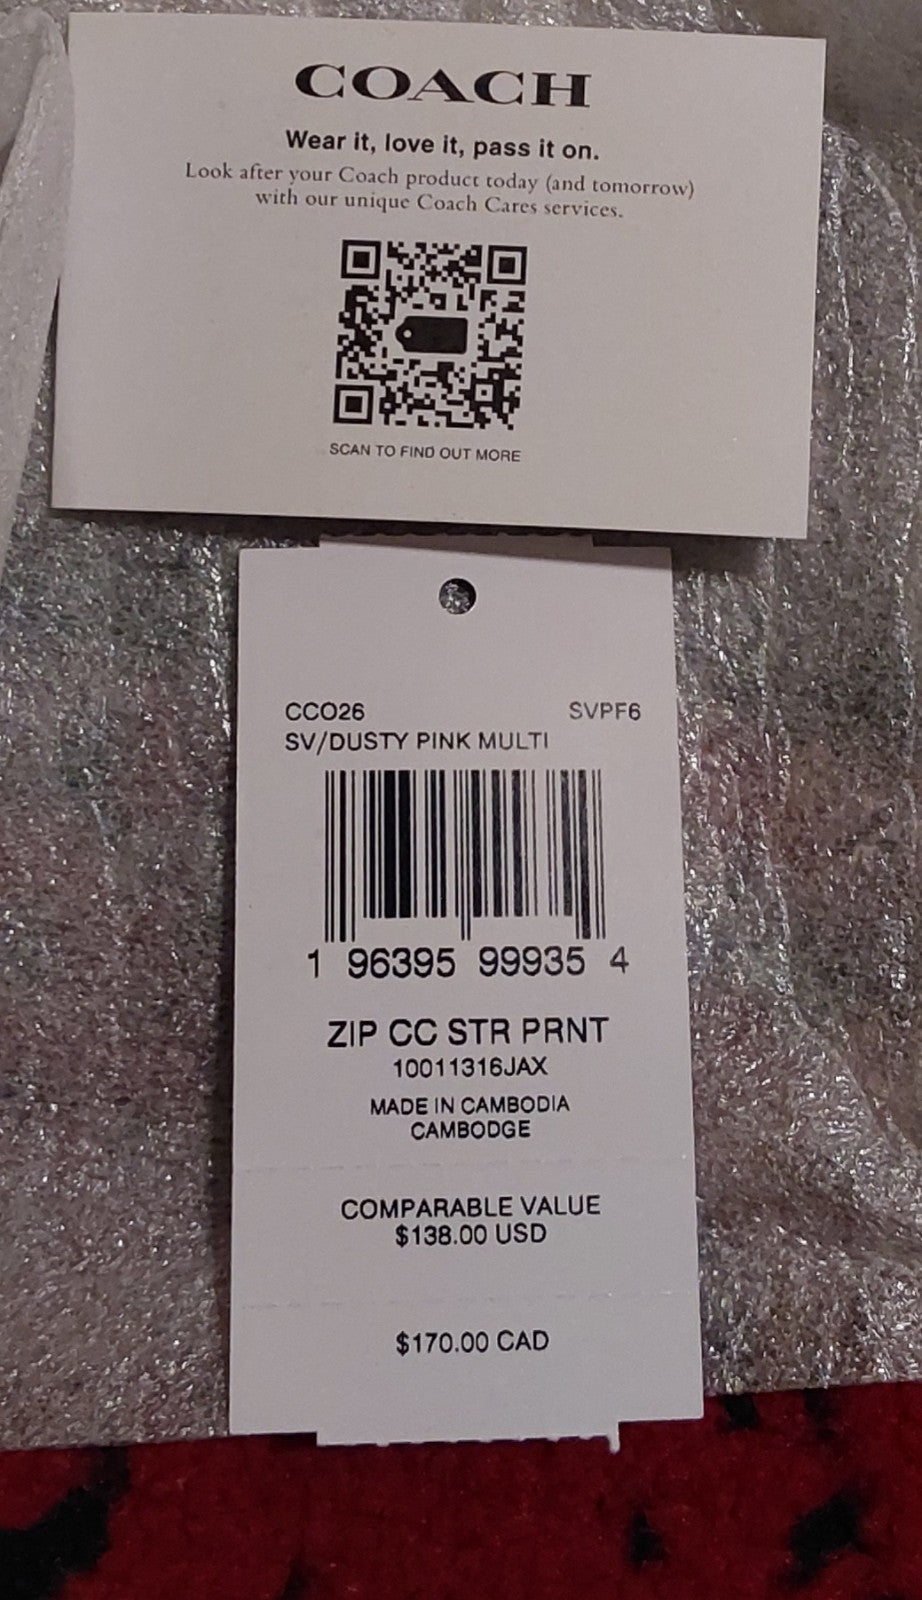 COACH
Wear it, love it, pass it on.
Look after your Coach product today (and tomorrow)
with our unique Coach Cares services.
SCAN TO FIND OUT MORE
CCO26 SVPF6
SV/DUSTY PINK MULTI
1 96395 99935 4
ZIP CC STR PRNT
10011316JAX
MADE IN CAMBODIA
CAMBODGE
COMPARABLE VALUE
$138.00 USD
$170.00 CAD